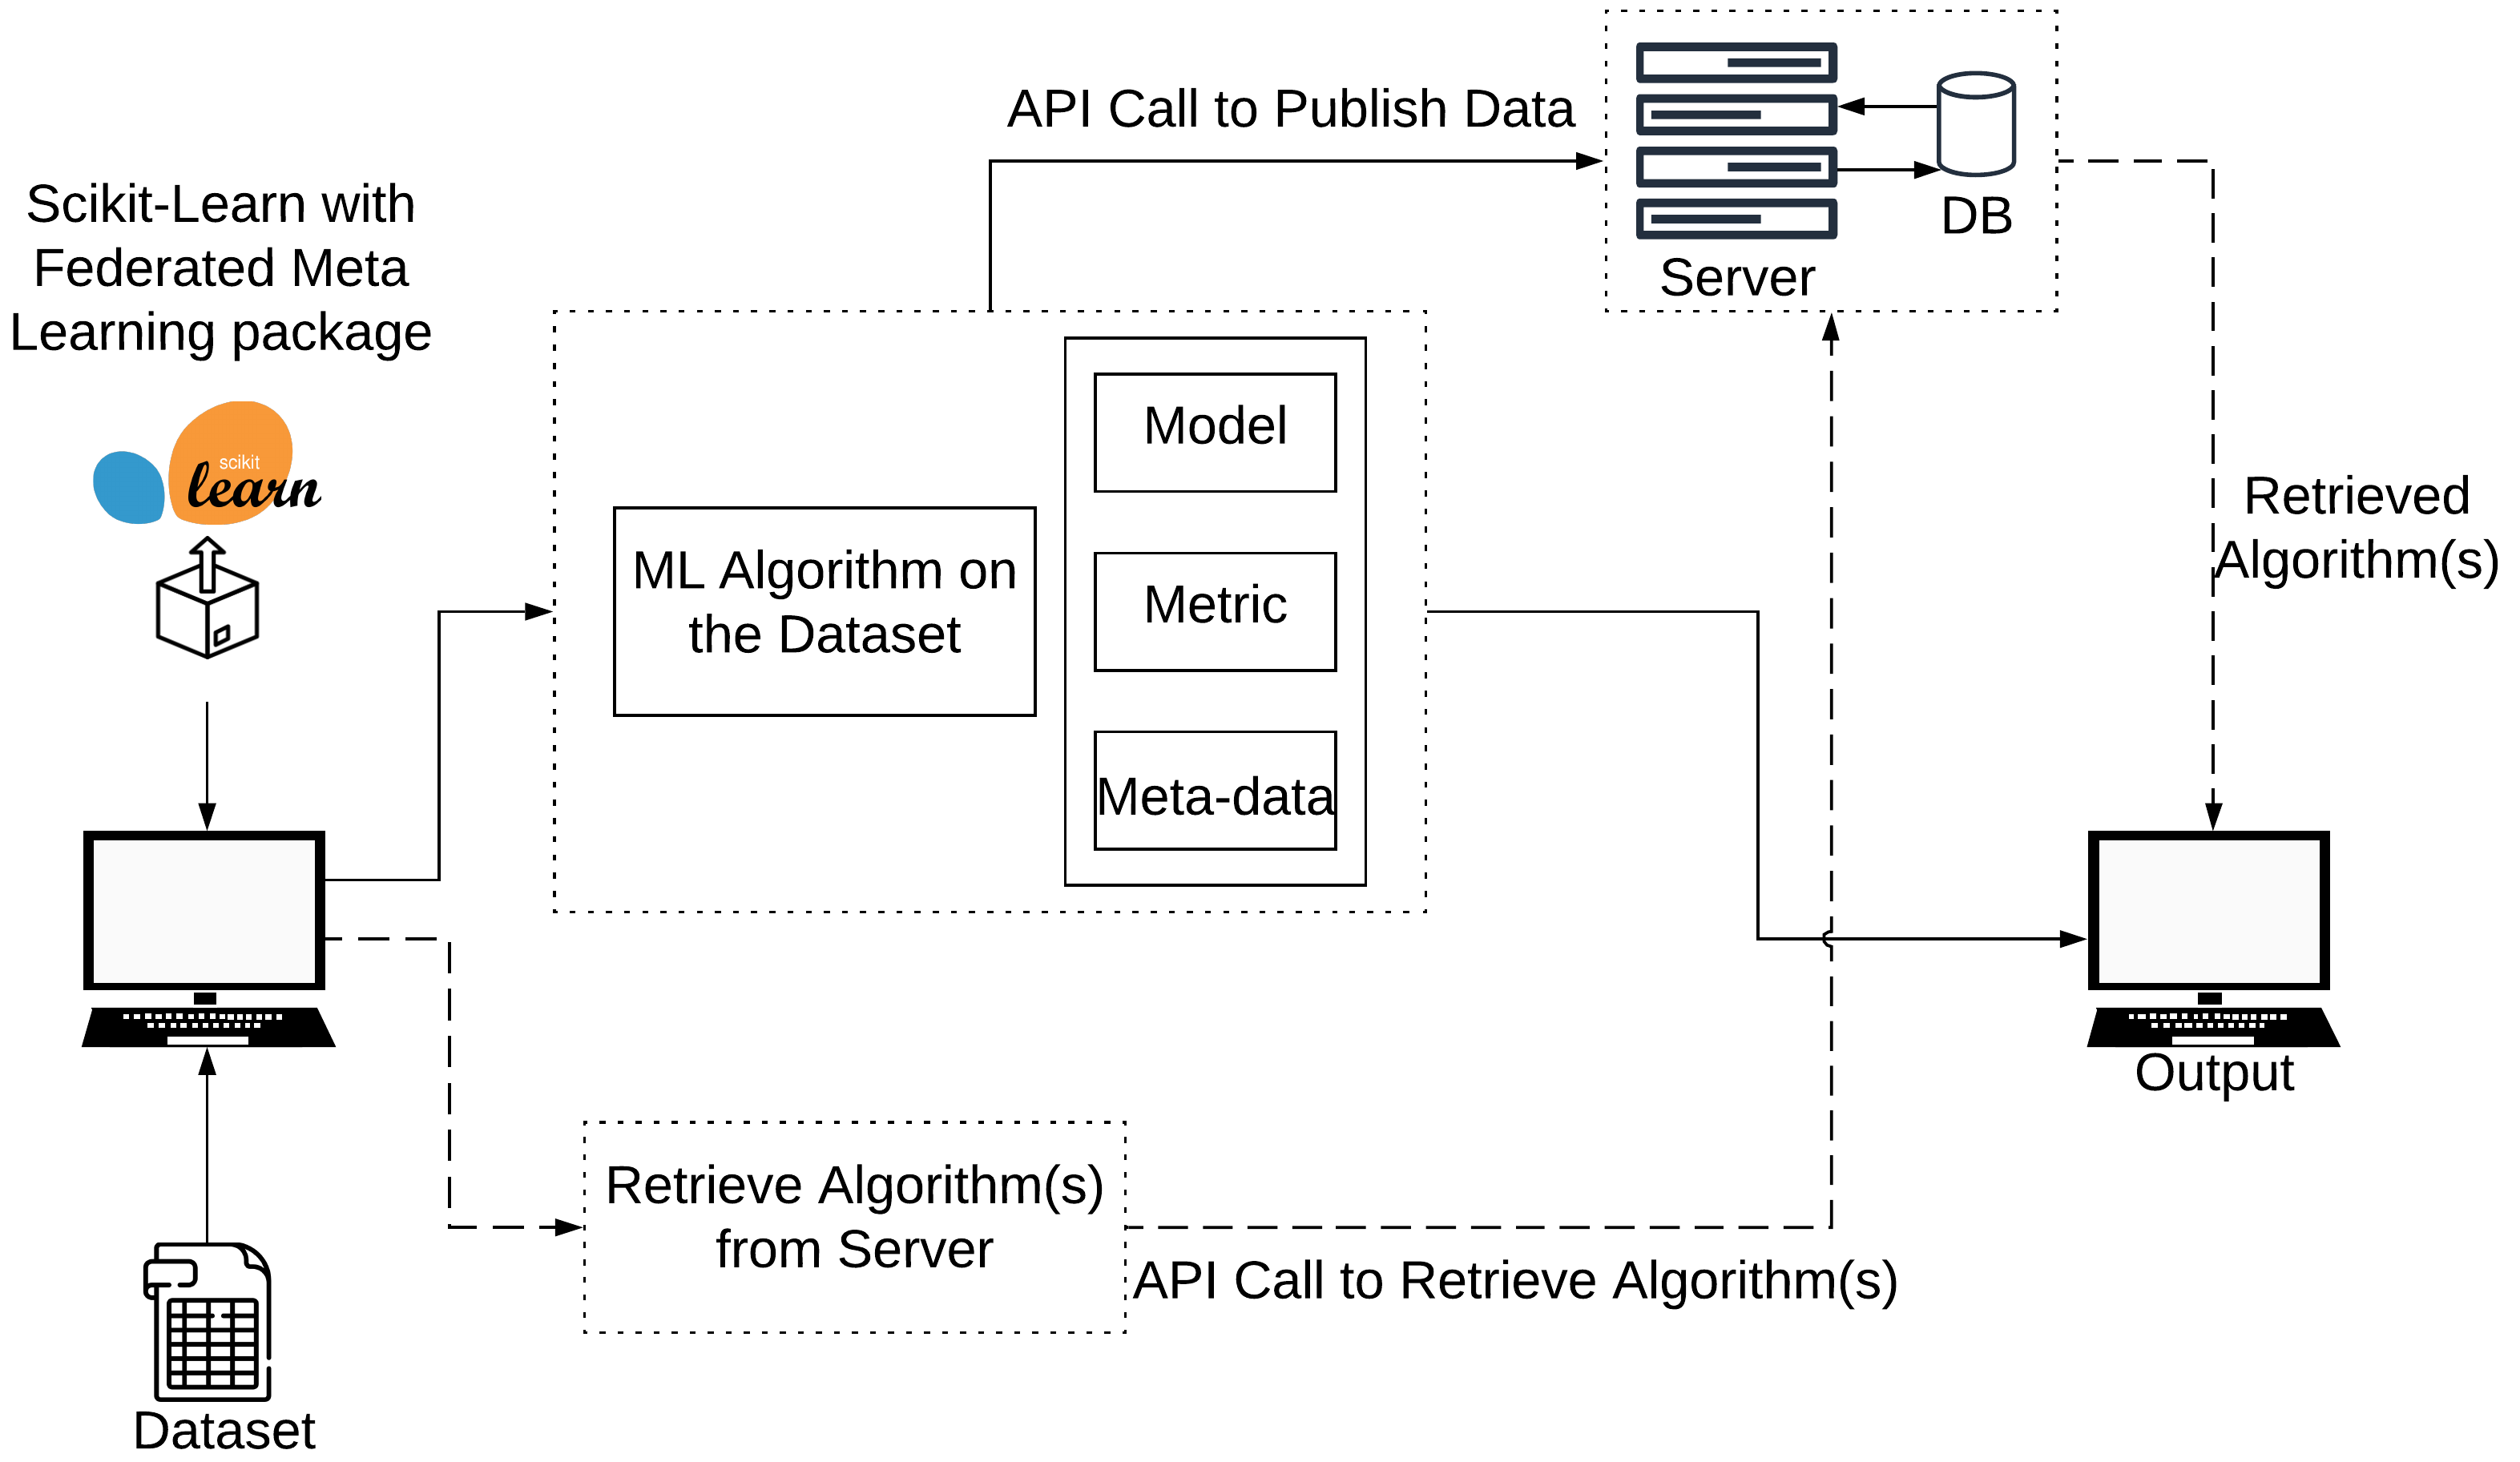 API Call to Publish Data
DB
Server
Scikit-Learn with
Federated Meta
Learning package
scikit
learn
Model
ML Algorithm on
the Dataset
Metric
Meta-data
Retrieved
Algorithm(s)
Output
Retrieve Algorithm(s)
from Server
API Call to Retrieve Algorithm(s)
Dataset